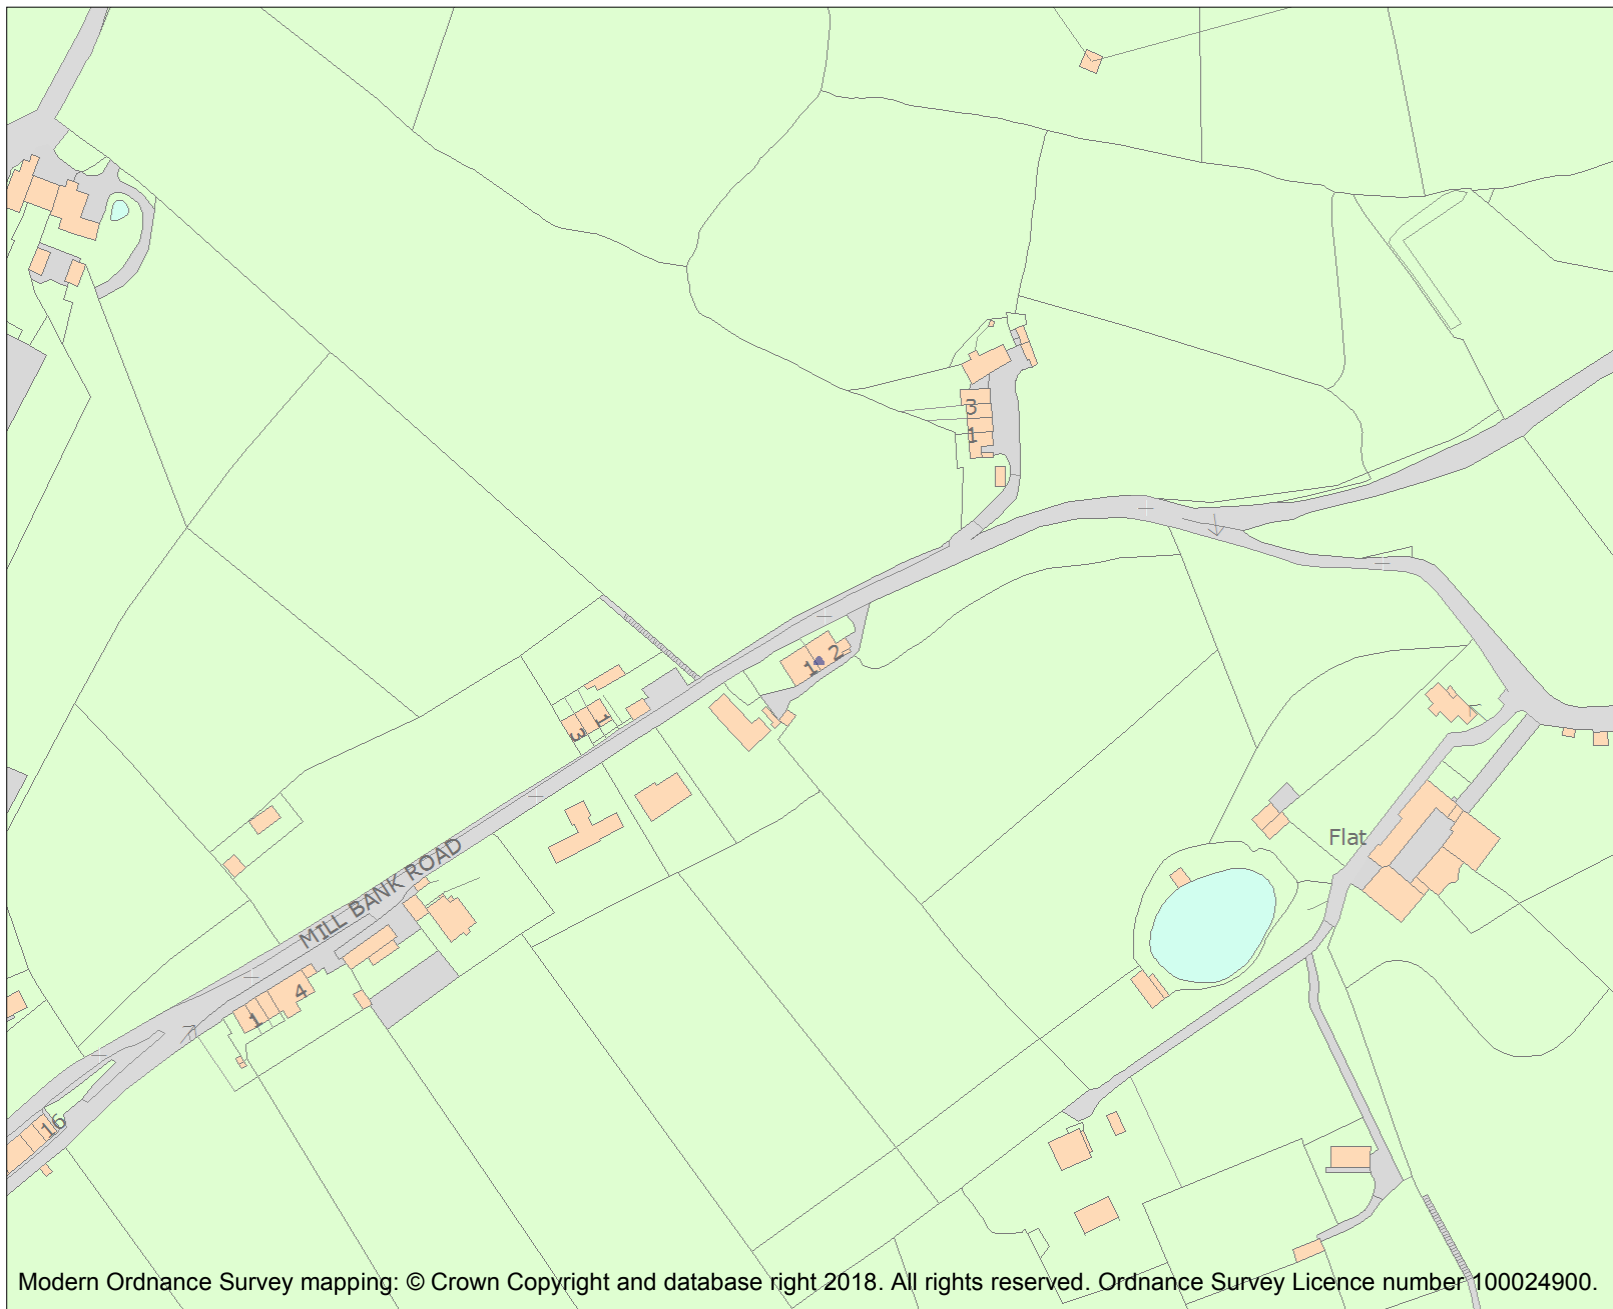 3
1
1 2
1
3
Flat
MILL BANK ROAD
4
1
16
Modern Ordnance Survey mapping: © Crown Copyright and database right 2018. All rights reserved. Ordnance Survey Licence number 100024900.